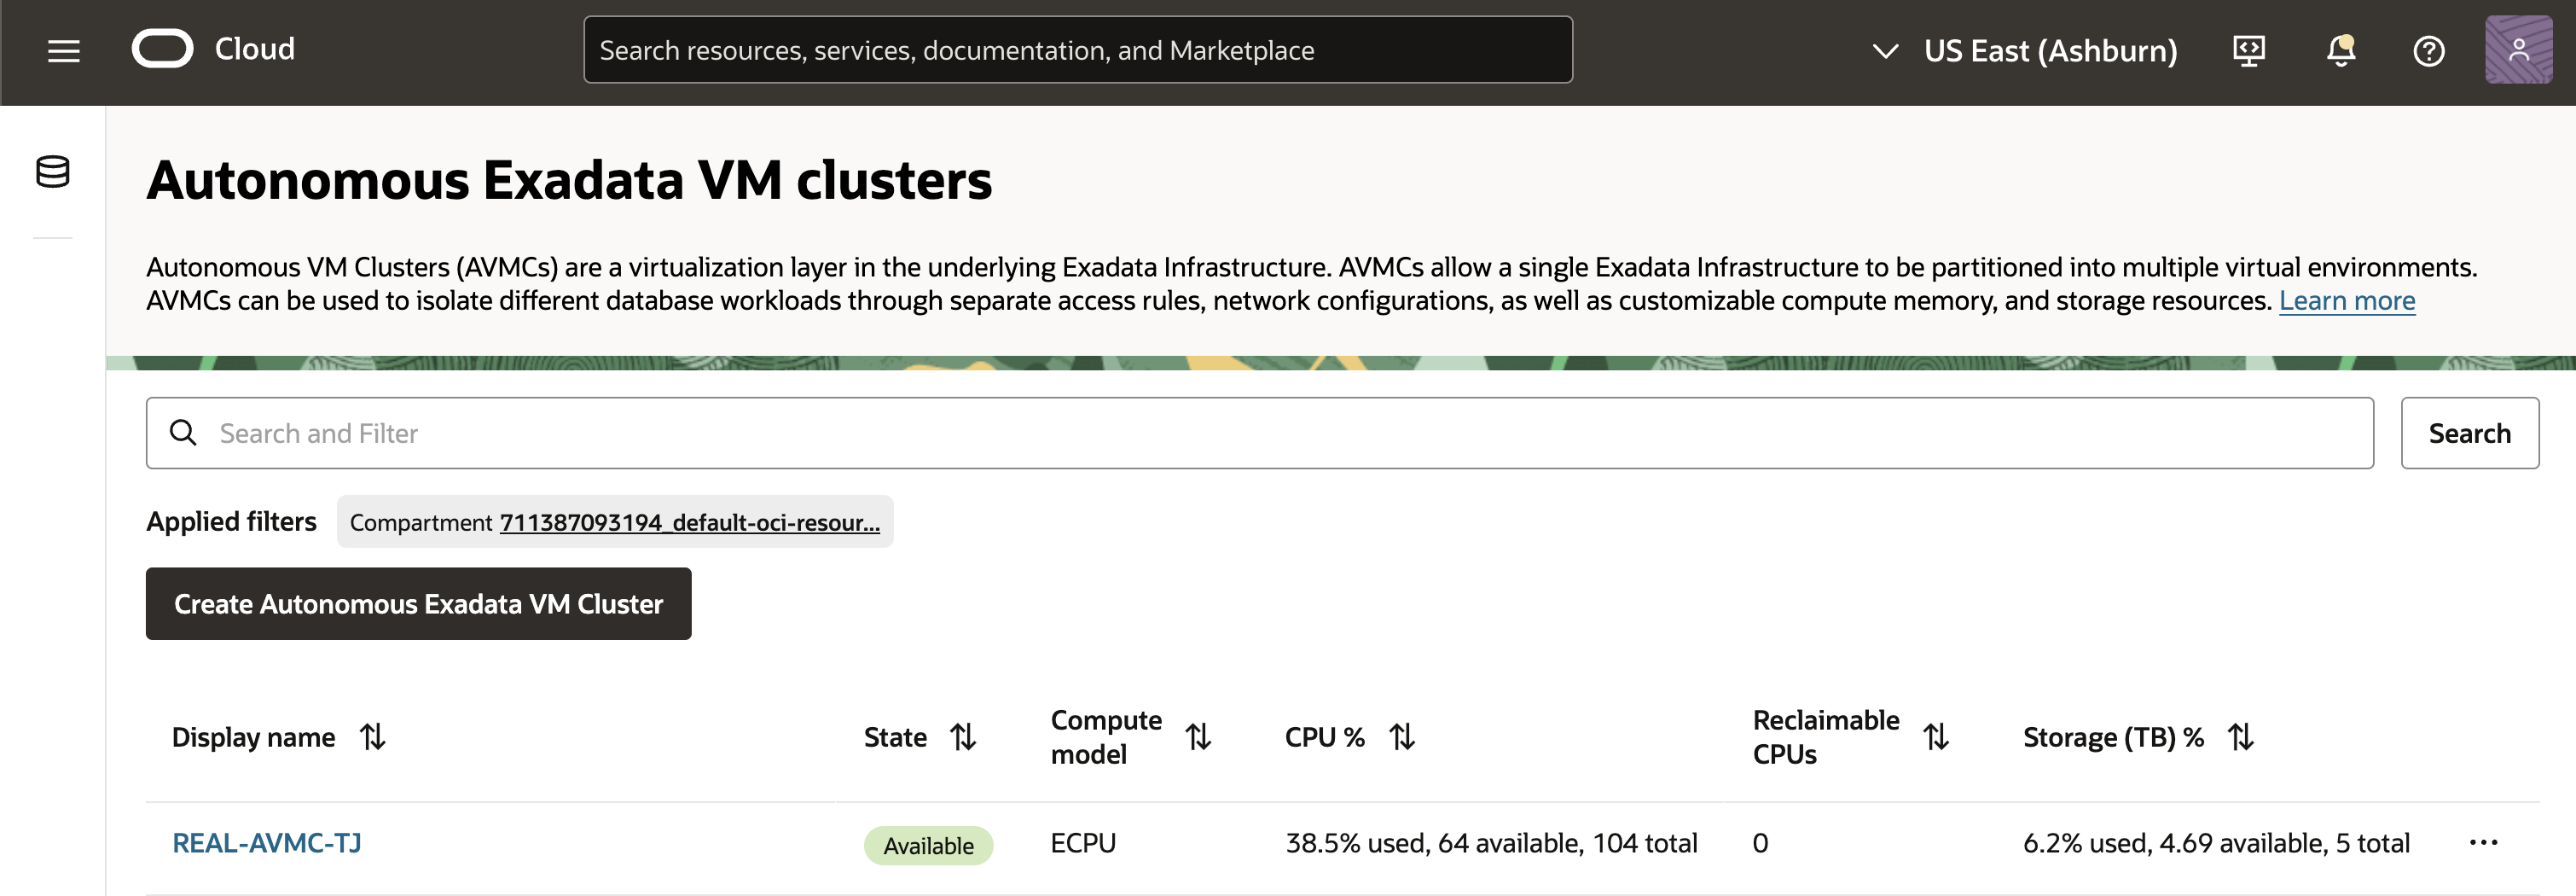 Cloud
Search resources, services, documentation, and Marketplace
US East (Ashburn)
Autonomous Exadata VM clusters
Autonomous VM Clusters (AVMCs) are a virtualization layer in the underlying Exadata Infrastructure. AVMCs allow a single Exadata Infrastructure to be partitioned into multiple virtual environments.
AVMCs can be used to isolate different database workloads through separate access rules, network configurations, as well as customizable compute memory, and storage resources. Learn more
Search and Filter
Search
Applied filters
Compartment 711387093194_default-oci-resour...
Create Autonomous Exadata VM Cluster
Display name
State
Compute
model
CPU %
Reclaimable
CPUs
Storage (TB) %
REAL-AVMC-TJ
Available
ECPU
38.5% used, 64 available, 104 total
0
6.2% used, 4.69 available, 5 total